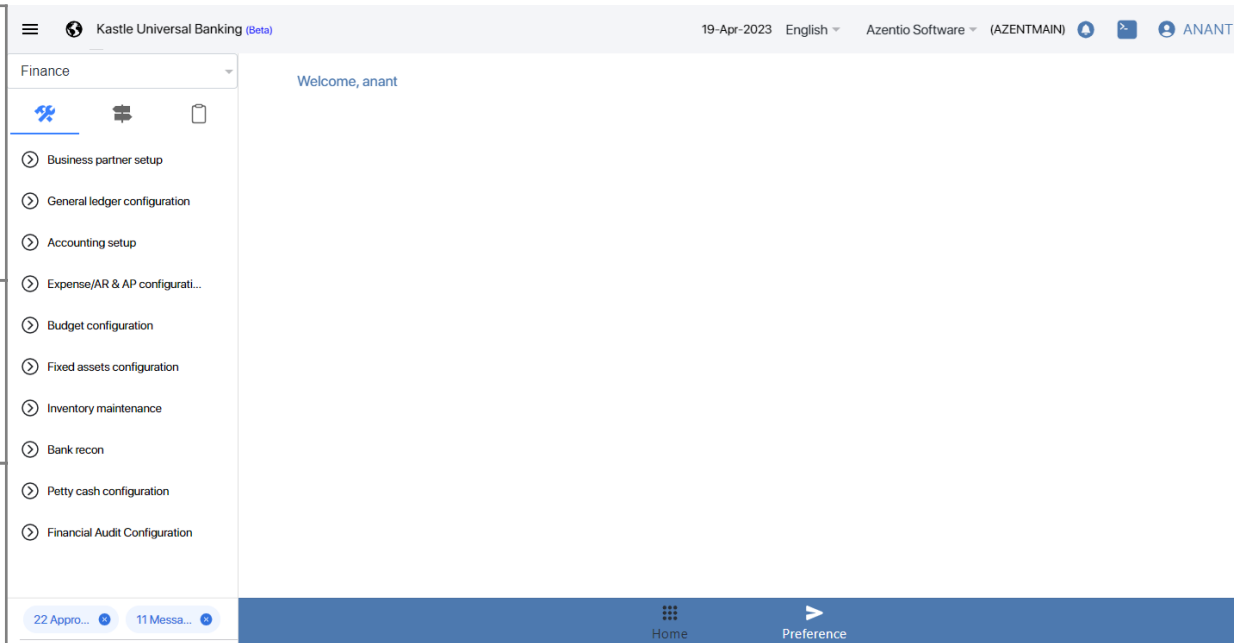 Kastle Universal Banking (Beta)
19-Apr-2023 English Azentio Software (AZENTMAIN) ANANT
Finance
Welcome, anant
Business partner setup
General ledger configuration
Accounting setup
Expense/AR & AP configurati...
Budget configuration
Fixed assets configuration
Inventory maintenance
Bank recon
Petty cash configuration
Financial Audit Configuration
22 Appro... 11 Messa...
Home Preference